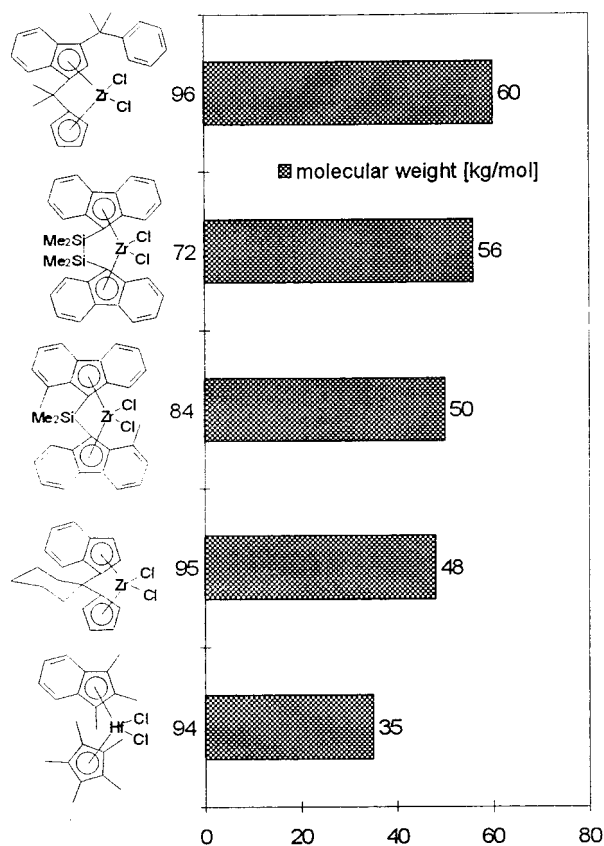 Zr
Cl
Cl
96
60
molecular weight [kg/mol]
Me2Si
Me2Si
Zr
Cl
Cl
72
56
Me2Si
Zr
Cl
Cl
84
50
Zr
Cl
Cl
95
48
Hf
Cl
Cl
94
35
0 20 40 60 80